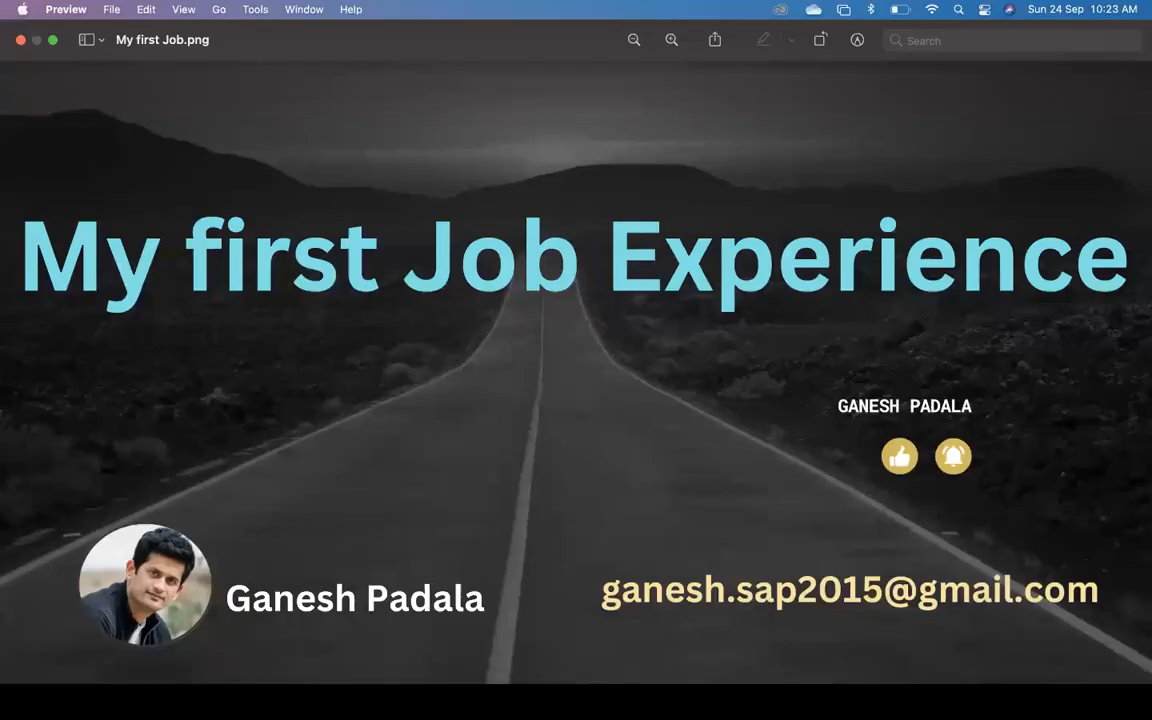 Preview File Edit View Go Tools Window Help Sun 24 Sep 10:23 AM
My first Job.png Search
My first Job Experience
GANESH PADALA
Ganesh Padala
ganesh.sap2015@gmail.com